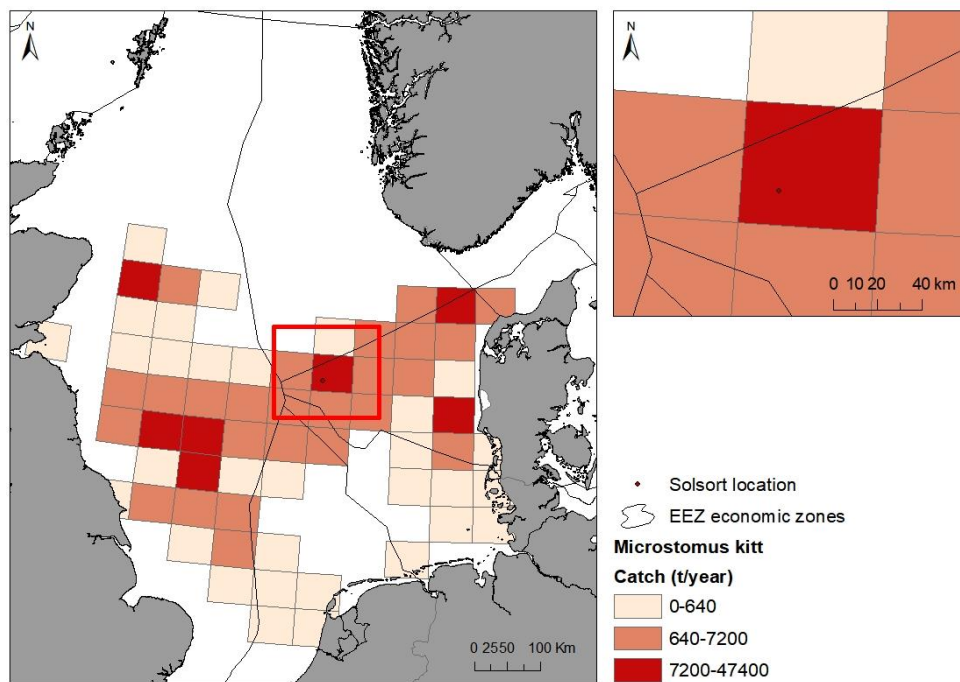 N
N
0 10 20 40 km
0 2550 100 Km
Solsort location
EEZ economic zones
Microstomus kitt
Catch (t/year)
0-640
640-7200
7200-47400